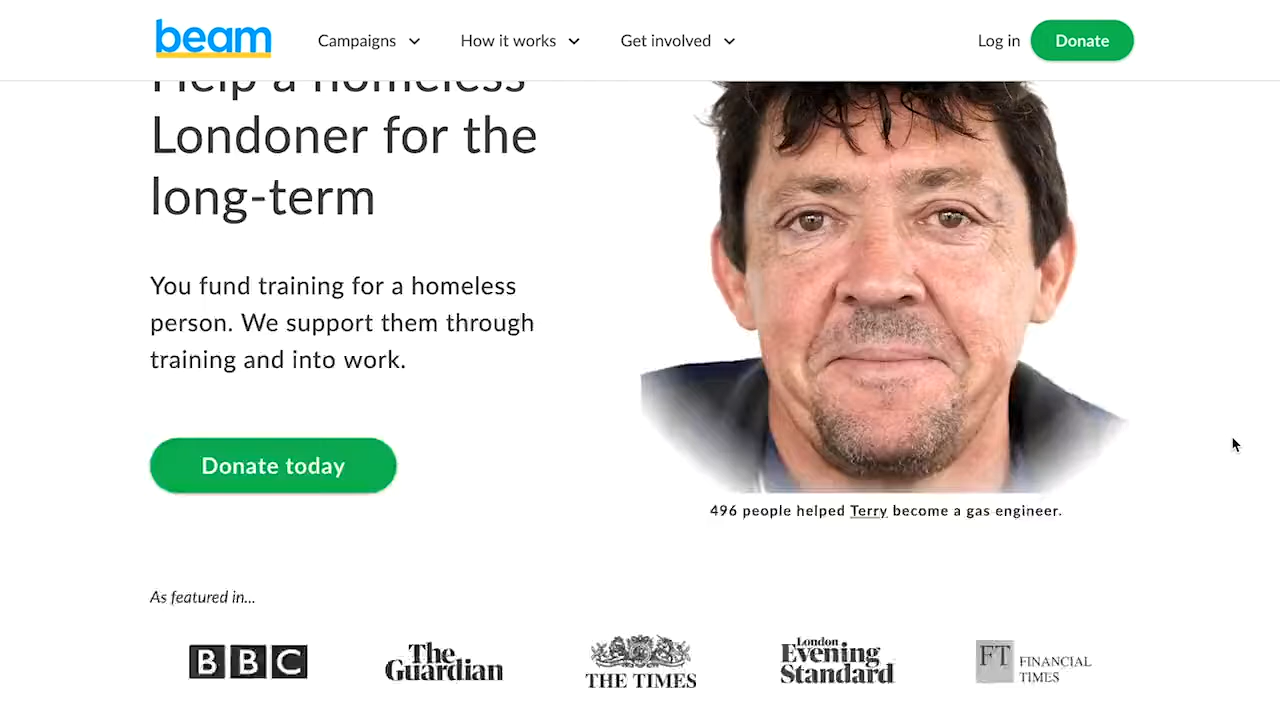 beam
Campaigns
How it works
Get involved
Log in
Donate
Help a homeless
Londoner for the
long-term
You fund training for a homeless
person. We support them through
training and into work.
Donate today
496 people helped Terry become a gas engineer.
As featured in...
BBC
The
Guardian
THE TIMES
London
Evening
Standard
FT
FINANCIAL
TIMES